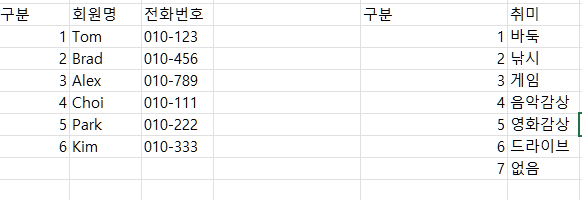 구분 회원명 전화번호 구분 취미
1 Tom 010-123 1 바둑
2 Brad 010-456 2 낚시
3 Alex 010-789 3 게임
4 Choi 010-111 4 음악감상
5 Park 010-222 5 영화감상
6 Kim 010-333 6 드라이브
7 없음